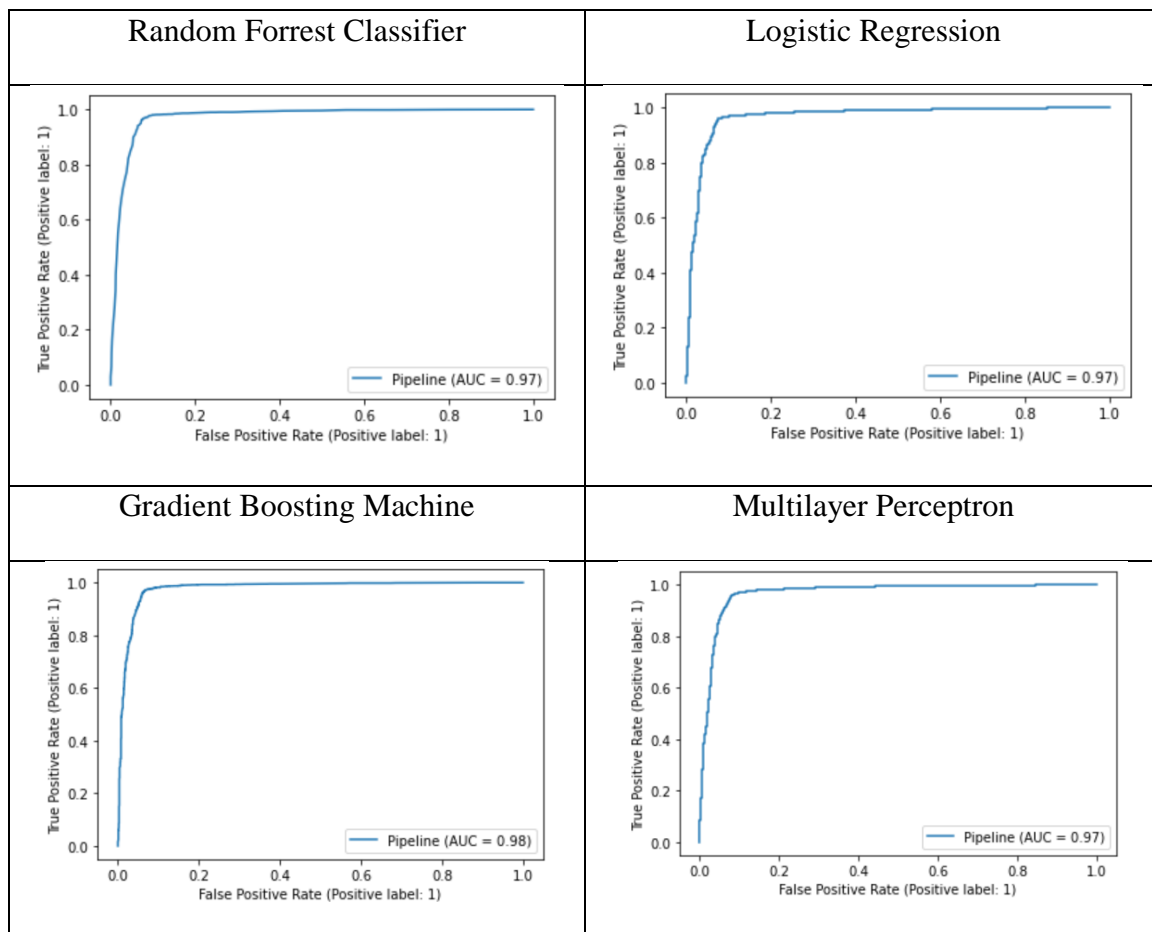 Random Forrest Classifier
Logistic Regression
True Positive Rate (Positive label: 1)
1.0
0.8
0.6
0.4
0.2
0.0
Pipeline (AUC = 0.97)
0.0 0.2 0.4 0.6 0.8 1.0
False Positive Rate (Positive label: 1)
True Positive Rate (Positive label: 1)
1.0
0.8
0.6
0.4
0.2
0.0
Pipeline (AUC = 0.97)
0.0 0.2 0.4 0.6 0.8 1.0
False Positive Rate (Positive label: 1)
Gradient Boosting Machine
Multilayer Perceptron
True Positive Rate (Positive label: 1)
1.0
0.8
0.6
0.4
0.2
0.0
Pipeline (AUC = 0.98)
0.0 0.2 0.4 0.6 0.8 1.0
False Positive Rate (Positive label: 1)
True Positive Rate (Positive label: 1)
1.0
0.8
0.6
0.4
0.2
0.0
Pipeline (AUC = 0.97)
0.0 0.2 0.4 0.6 0.8 1.0
False Positive Rate (Positive label: 1)